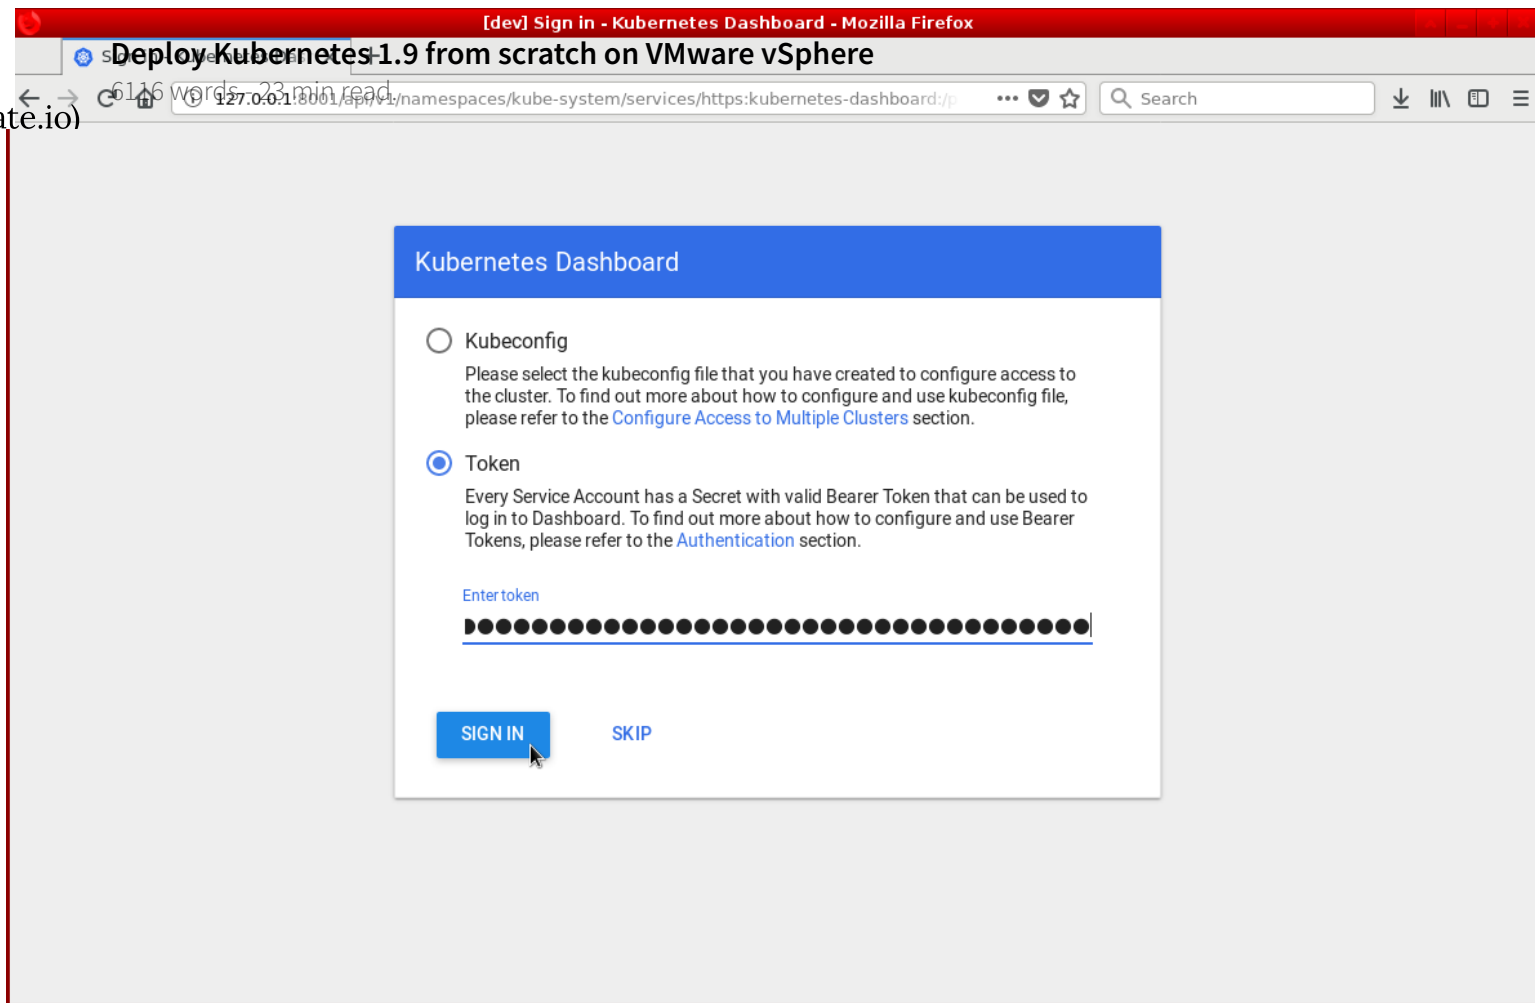 [dev] Sign in - Kubernetes Dashboard - Mozilla Firefox
Deploy Kubernetes 1.9 from scratch on VMware vSphere
6116 words - 23 min read.
127.0.0.1:8001/api/v1/namespaces/kube-system/services/https:kubernetes-dashboard:/p
Search
ate.io)
Kubernetes Dashboard
Kubeconfig
Please select the kubeconfig file that you have created to configure access to
the cluster. To find out more about how to configure and use kubeconfig file,
please refer to the Configure Access to Multiple Clusters section.
Token
Every Service Account has a Secret with valid Bearer Token that can be used to
log in to Dashboard. To find out more about how to configure and use Bearer
Tokens, please refer to the Authentication section.
Enter token
SIGN IN
SKIP